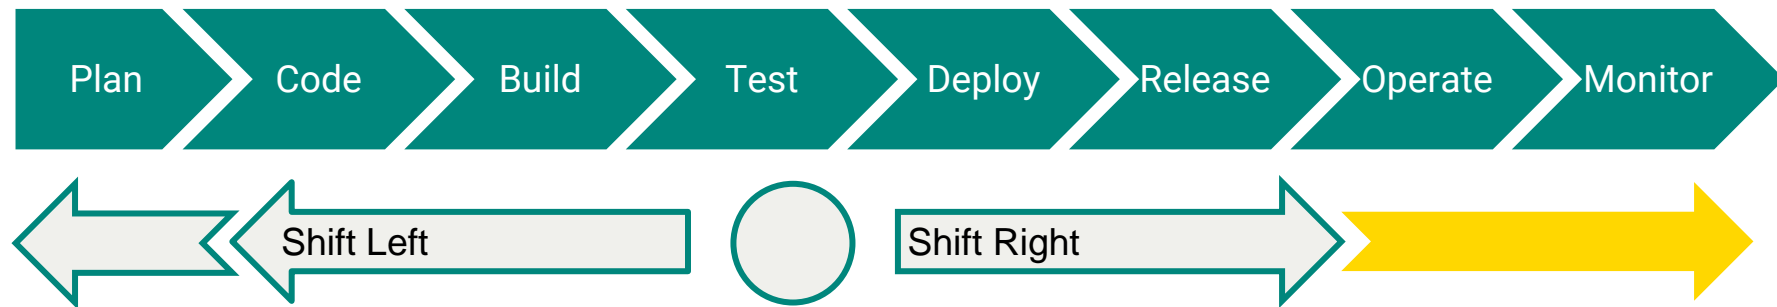 Plan Code Build Test Deploy Release Operate Monitor
Shift Left Shift Right